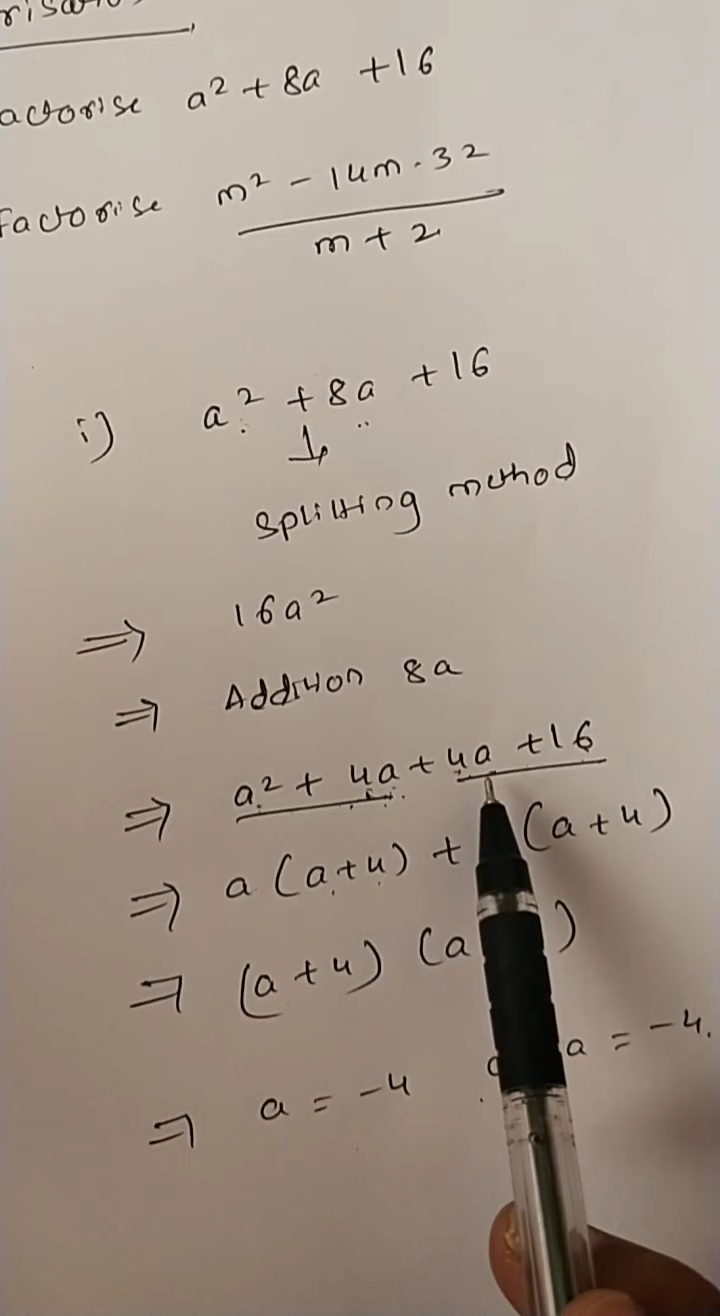 actorise a² + 8a + 16
Factorise m² - 14m - 32
m + 2
i) a² + 8a + 16
Splitting method
⇒ 16a²
⇒ Addition 8a
⇒ a² + 4a + 4a + 16
⇒ a (a+4) + (a+4)
⇒ (a+4) (a )
⇒ a = -4 a = -4.